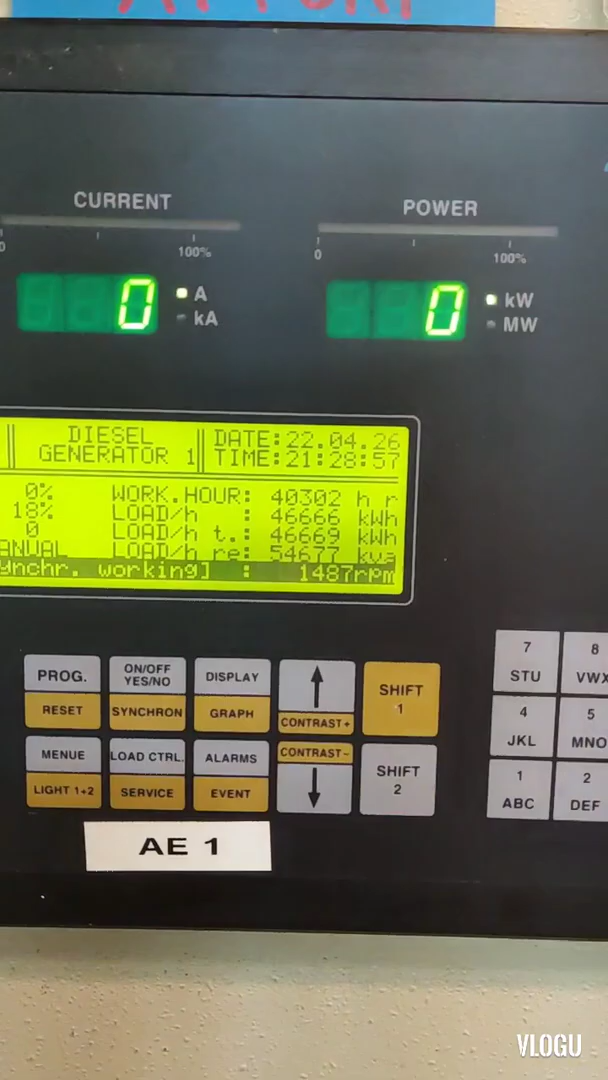 AT PORT
CURRENT
POWER
0
100%
0
100%
0
A
kA
0
kW
MW
DIESEL
GENERATOR 1
DATE:22.04.26
TIME:21:28:57
0% WORK.HOUR: 40302 h r
18% LOAD/h : 46666 kWh
0 LOAD/h t.: 46669 kWh
ANUAL LOAD/h re: 54677 kva
ynchr. working] : 1487rpm
PROG.
RESET
ON/OFF
YES/NO
SYNCHRON
DISPLAY
GRAPH
CONTRAST+
SHIFT
1
7
STU
8
VWX
4
JKL
5
MNO
MENUE
LIGHT 1+2
LOAD CTRL.
SERVICE
ALARMS
EVENT
CONTRAST-
SHIFT
2
1
ABC
2
DEF
AE 1
VLOGU